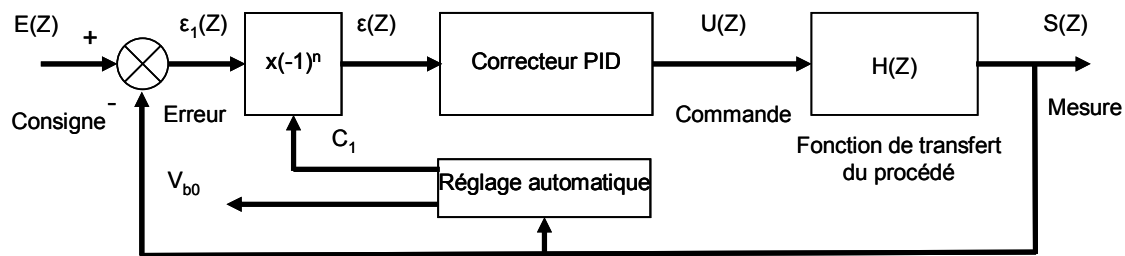 E(Z)
+
ε₁(Z)
x(-1)ⁿ
ε(Z)
Correcteur PID
U(Z)
H(Z)
S(Z)
Consigne
-
Erreur
Commande
Mesure
C₁
Fonction de transfert
du procédé
V_b0
Réglage automatique